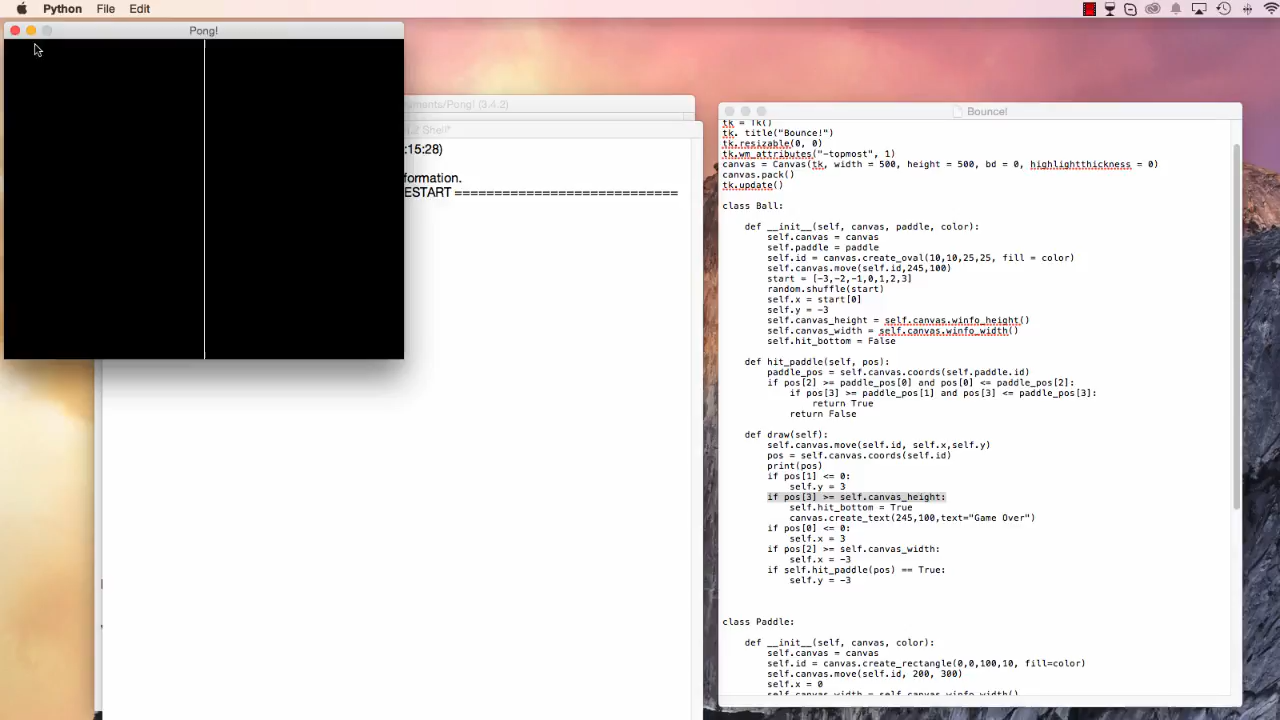 Python File Edit
Pong!
uments/Pong! (3.4.2)
Shell*
:15:28)
formation.
ESTART ===========================
Bounce!
tk = Tk()
tk. title("Bounce!")
tk.resizable(0, 0)
tk.wm_attributes("-topmost", 1)
canvas = Canvas(tk, width = 500, height = 500, bd = 0, highlightthickness = 0)
canvas.pack()
tk.update()
class Ball:
def __init__(self, canvas, paddle, color):
self.canvas = canvas
self.paddle = paddle
self.id = canvas.create_oval(10,10,25,25, fill = color)
self.canvas.move(self.id,245,100)
start = [-3,-2,-1,0,1,2,3]
random.shuffle(start)
self.x = start[0]
self.y = -3
self.canvas_height = self.canvas.winfo_height()
self.canvas_width = self.canvas.winfo_width()
self.hit_bottom = False
def hit_paddle(self, pos):
paddle_pos = self.canvas.coords(self.paddle.id)
if pos[2] >= paddle_pos[0] and pos[0] <= paddle_pos[2]:
if pos[3] >= paddle_pos[1] and pos[3] <= paddle_pos[3]:
return True
return False
def draw(self):
self.canvas.move(self.id, self.x,self.y)
pos = self.canvas.coords(self.id)
print(pos)
if pos[1] <= 0:
self.y = 3
if pos[3] >= self.canvas_height:
self.hit_bottom = True
canvas.create_text(245,100,text="Game Over")
if pos[0] <= 0:
self.x = 3
if pos[2] >= self.canvas_width:
self.x = -3
if self.hit_paddle(pos) == True:
self.y = -3
class Paddle:
def __init__(self, canvas, color):
self.canvas = canvas
self.id = canvas.create_rectangle(0,0,100,10, fill=color)
self.canvas.move(self.id, 200, 300)
self.x = 0
self.canvas_width = self.canvas.winfo_width()